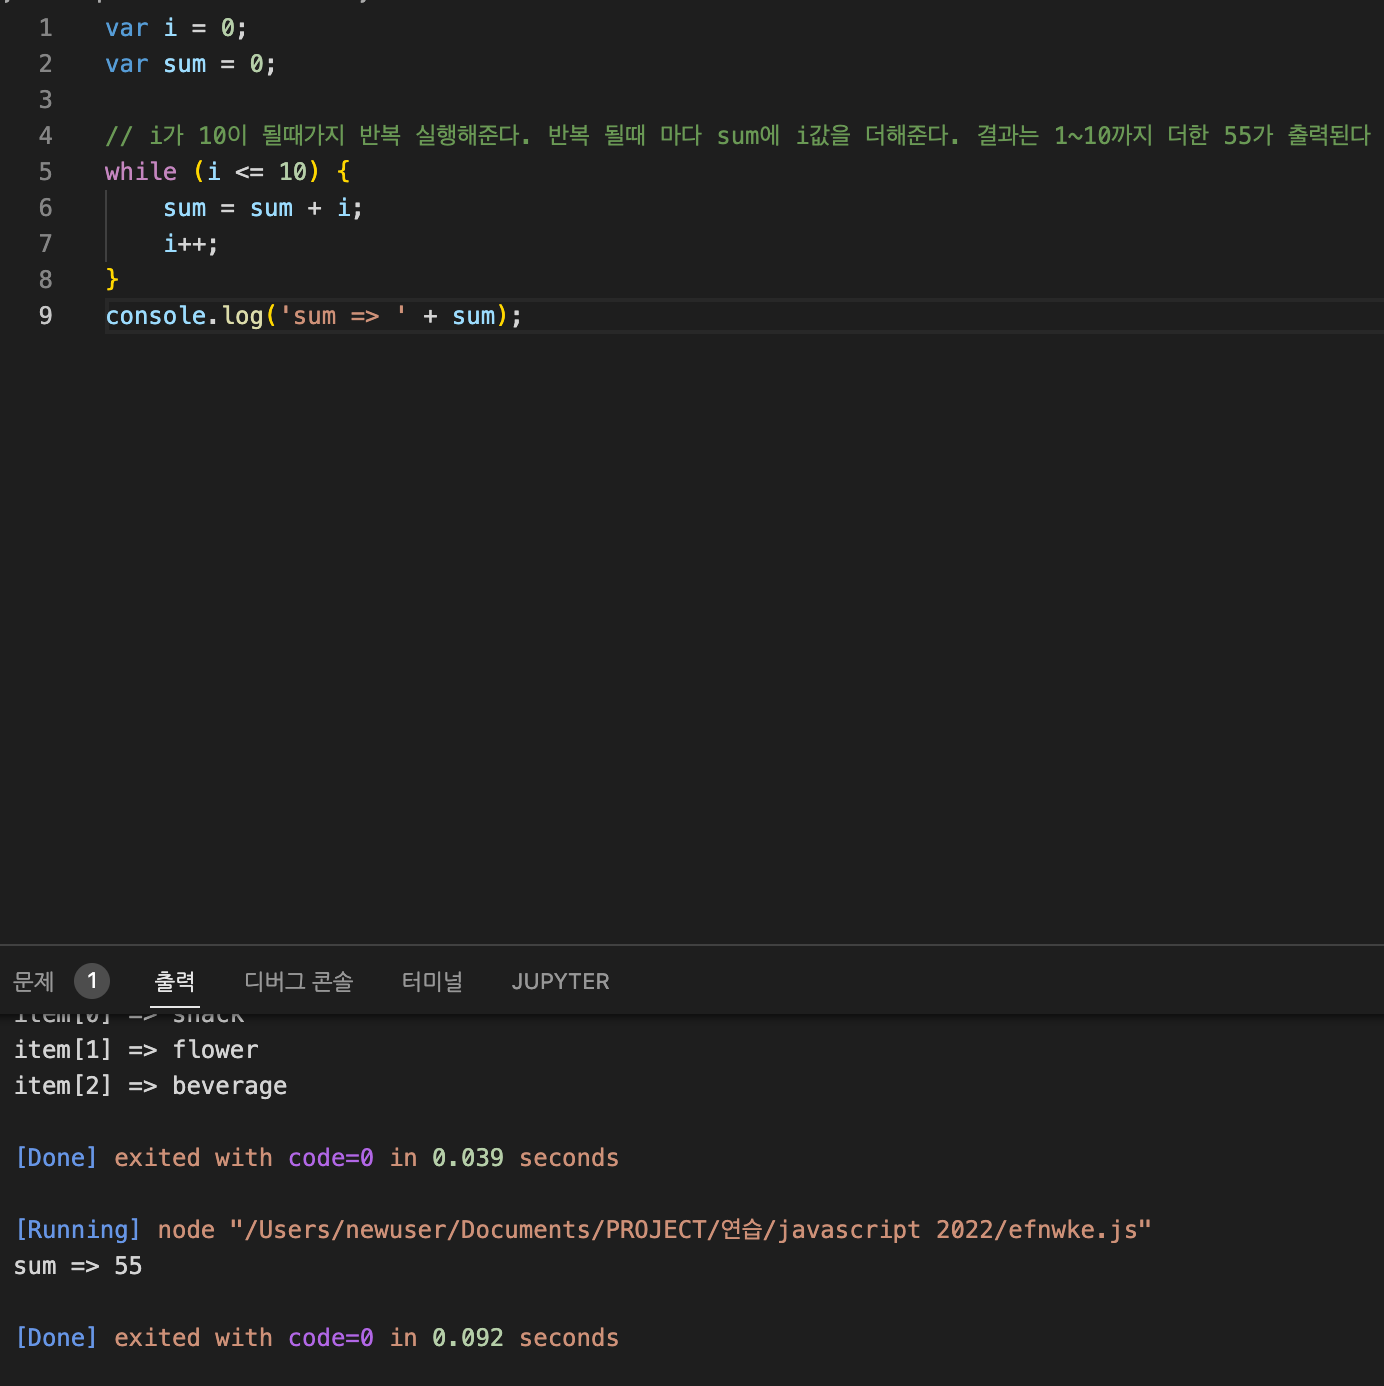 1 var i = 0;
2 var sum = 0;
3
4 // i가 10이 될때가지 반복 실행해준다. 반복 될때 마다 sum에 i값을 더해준다. 결과는 1~10까지 더한 55가 출력된다
5 while (i <= 10) {
6 sum = sum + i;
7 i++;
8 }
9 console.log('sum => ' + sum);
문제 1 출력 디버그 콘솔 터미널 JUPYTER
item[0] => snack
item[1] => flower
item[2] => beverage
[Done] exited with code=0 in 0.039 seconds
[Running] node "/Users/newuser/Documents/PROJECT/연습/javascript 2022/efnwke.js"
sum => 55
[Done] exited with code=0 in 0.092 seconds